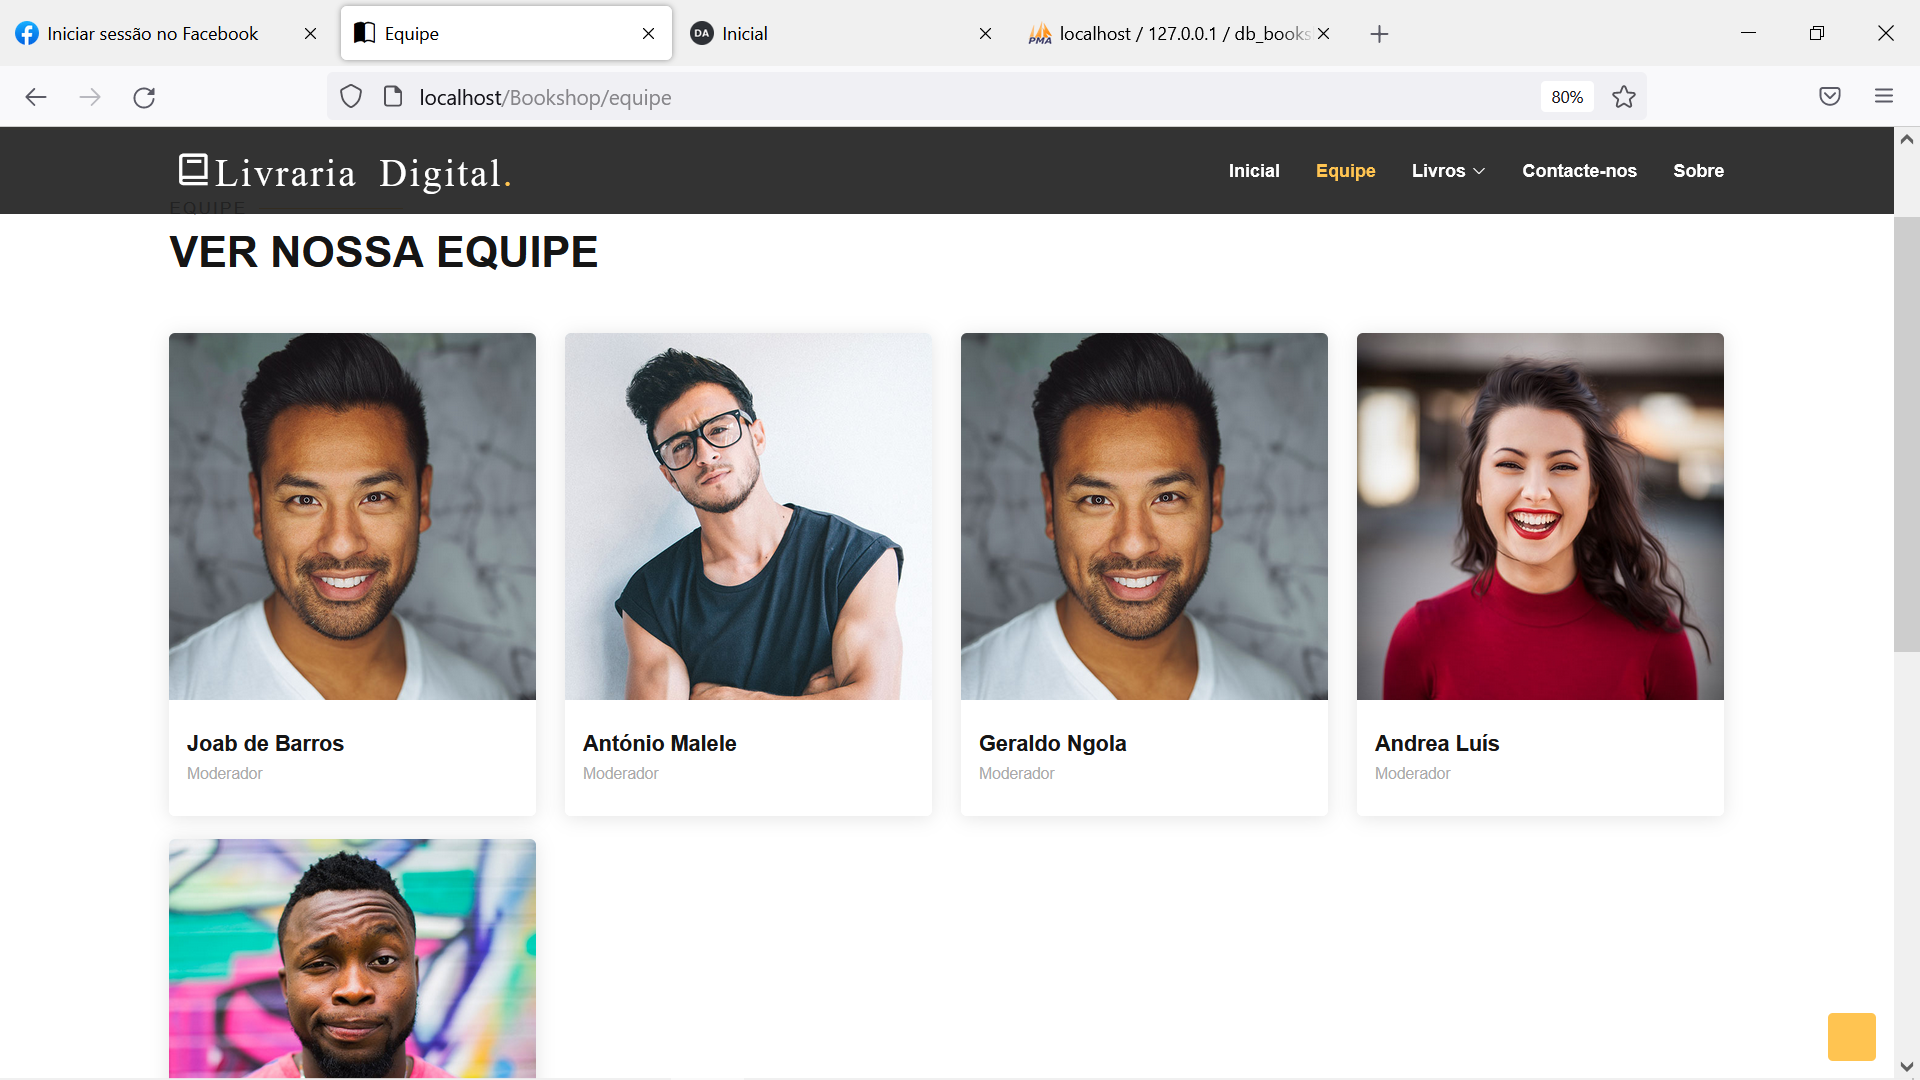 Iniciar sessão no Facebook
Equipe
DA Inicial
PMA localhost / 127.0.0.1 / db_books
localhost/Bookshop/equipe
80%
Livraria Digital.
Inicial
Equipe
Livros
Contacte-nos
Sobre
EQUIPE
VER NOSSA EQUIPE
Joab de Barros
Moderador
António Malele
Moderador
Geraldo Ngola
Moderador
Andrea Luís
Moderador